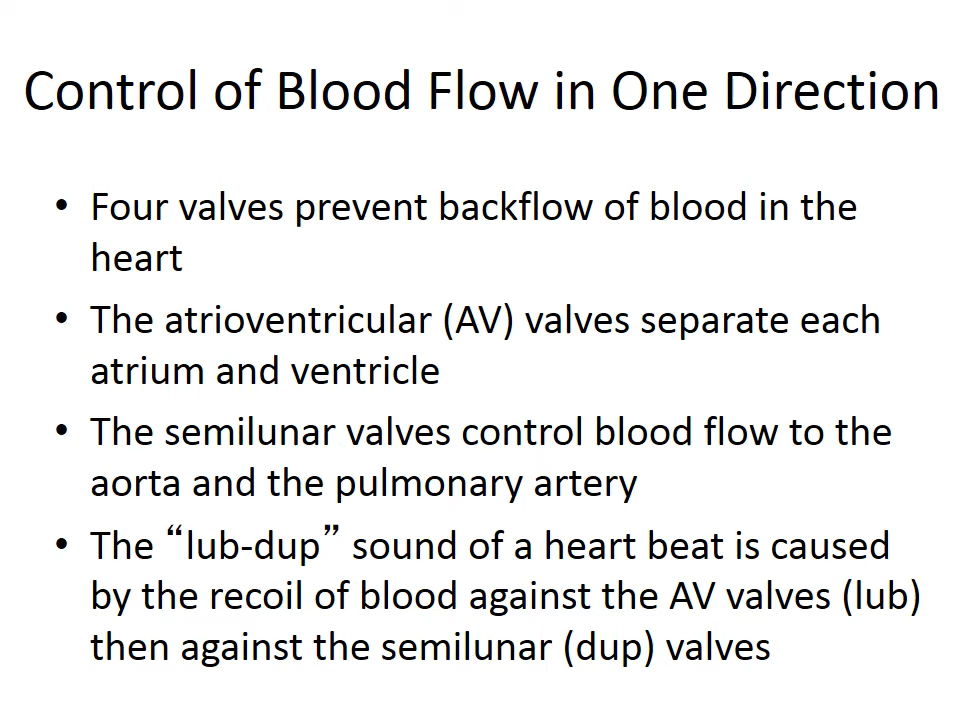 Control of Blood Flow in One Direction
• Four valves prevent backflow of blood in the
heart
• The atrioventricular (AV) valves separate each
atrium and ventricle
• The semilunar valves control blood flow to the
aorta and the pulmonary artery
• The “lub-dup” sound of a heart beat is caused
by the recoil of blood against the AV valves (lub)
then against the semilunar (dup) valves